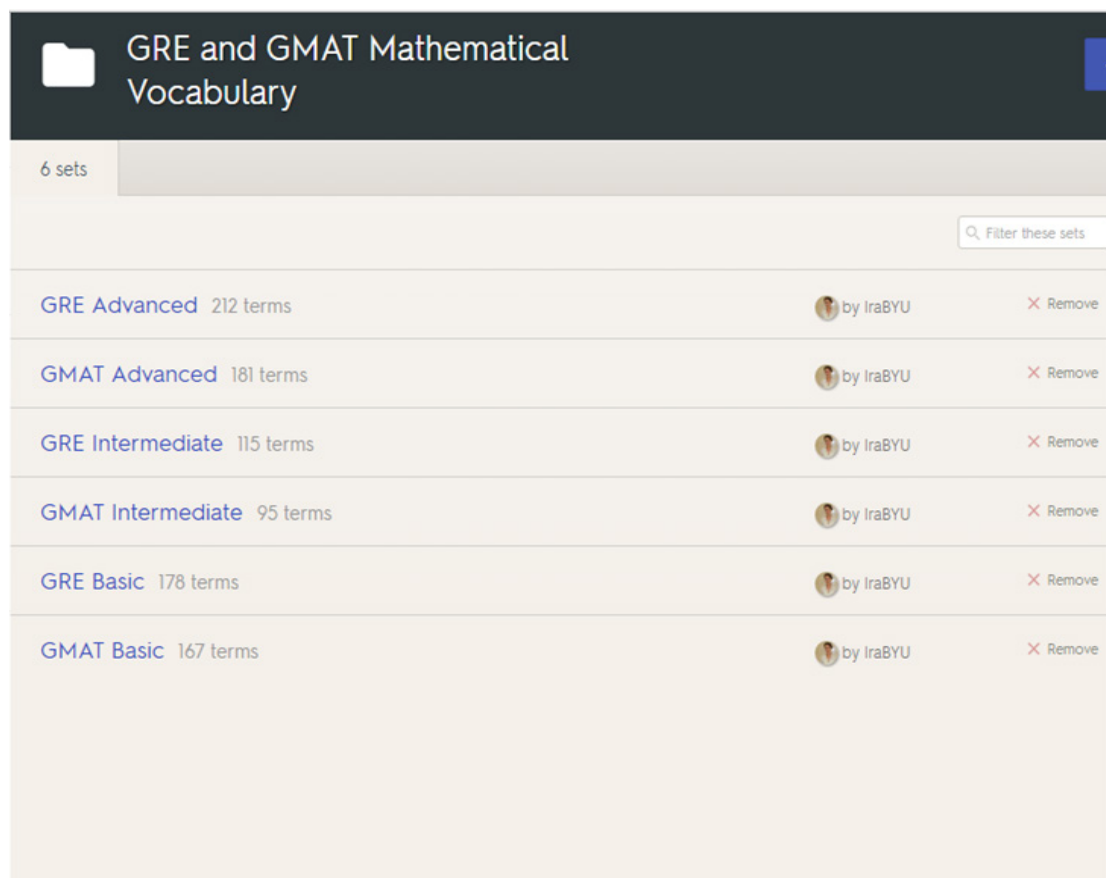 GRE and GMAT Mathematical
Vocabulary
6 sets
Filter these sets
GRE Advanced 212 terms by IraBYU Remove
GMAT Advanced 181 terms by IraBYU Remove
GRE Intermediate 115 terms by IraBYU Remove
GMAT Intermediate 95 terms by IraBYU Remove
GRE Basic 178 terms by IraBYU Remove
GMAT Basic 167 terms by IraBYU Remove